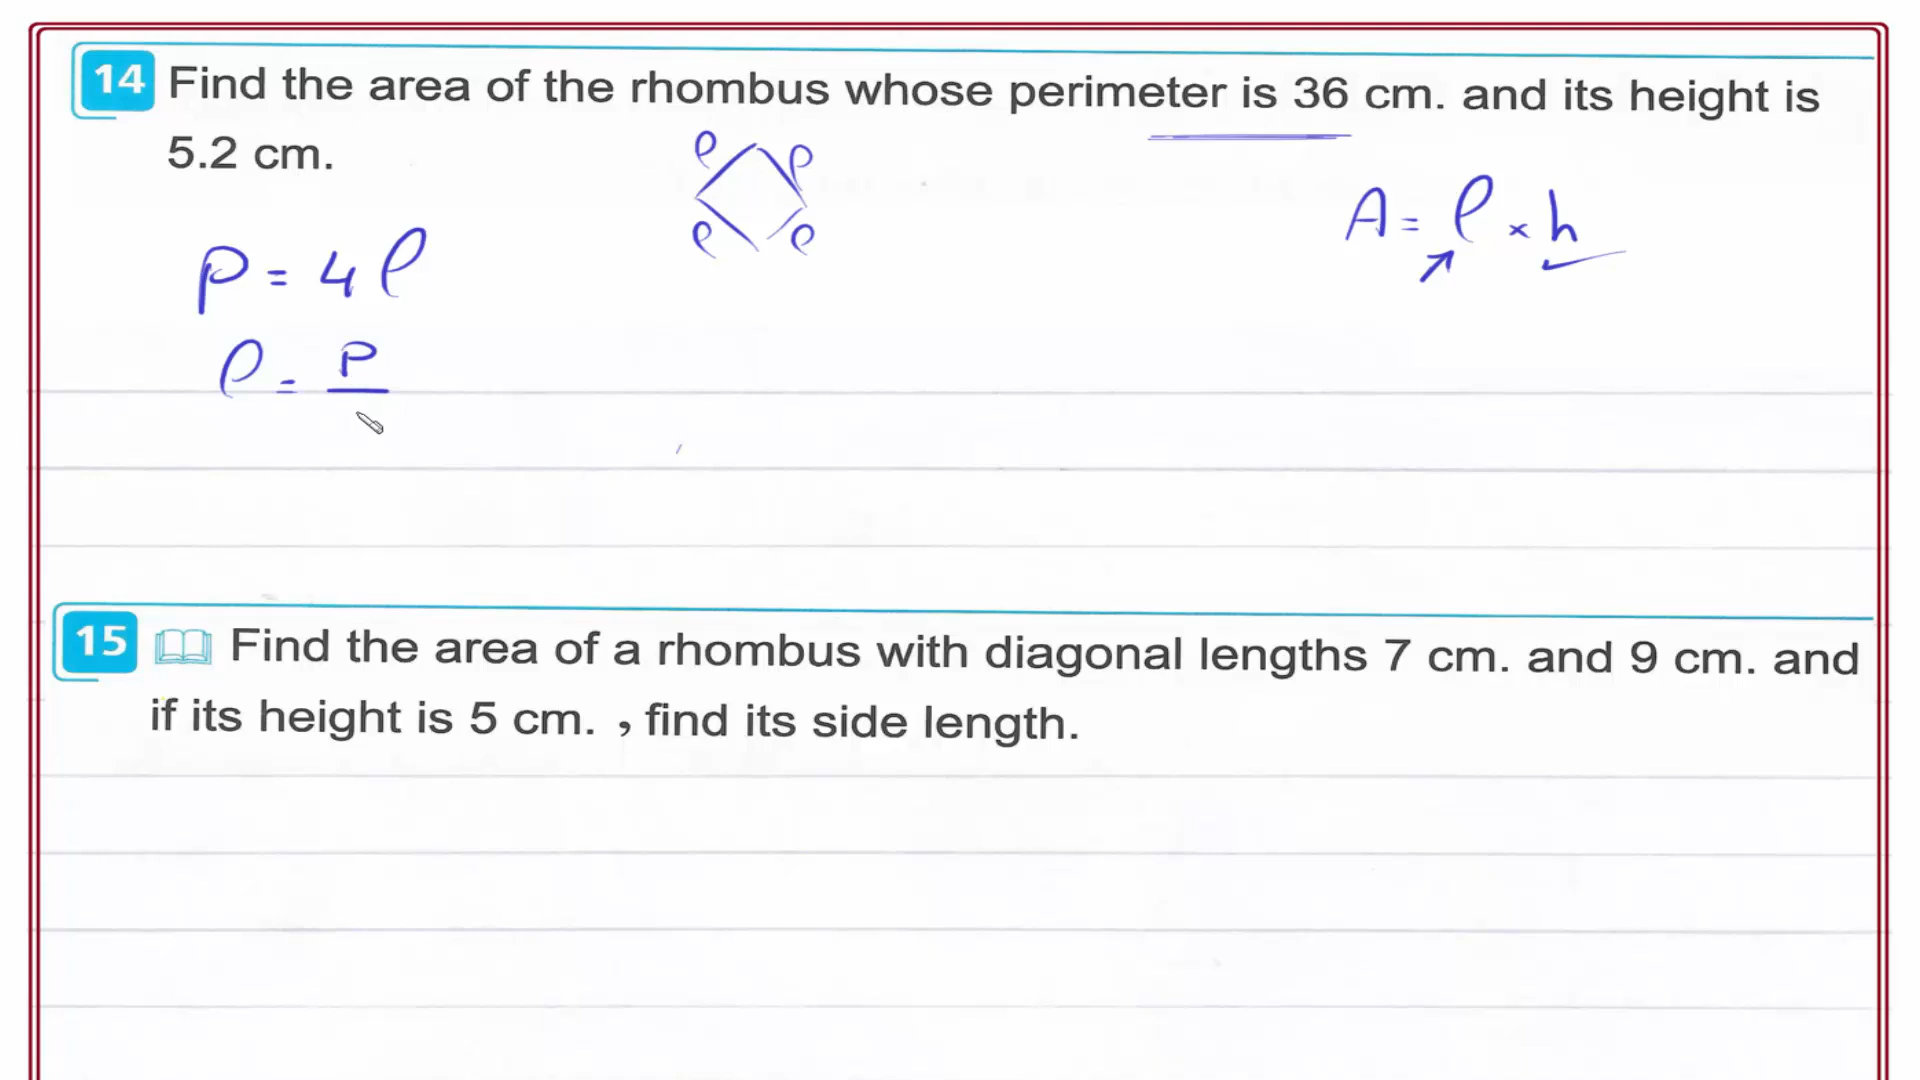 14 Find the area of the rhombus whose perimeter is 36 cm. and its height is
5.2 cm.
ℓ ℓ
ℓ ℓ
A = ℓ × h
P = 4 ℓ
ℓ = P
15 Find the area of a rhombus with diagonal lengths 7 cm. and 9 cm. and
if its height is 5 cm. , find its side length.